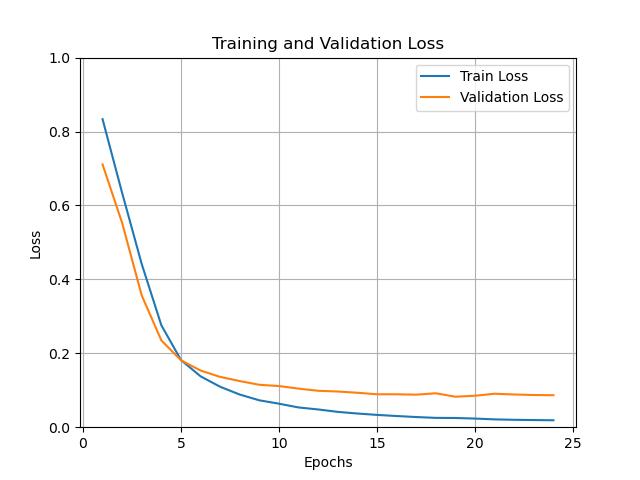 Training and Validation Loss
Train Loss
Validation Loss
1.0
0.8
0.6
0.4
0.2
0.0
Loss
0 5 10 15 20 25
Epochs